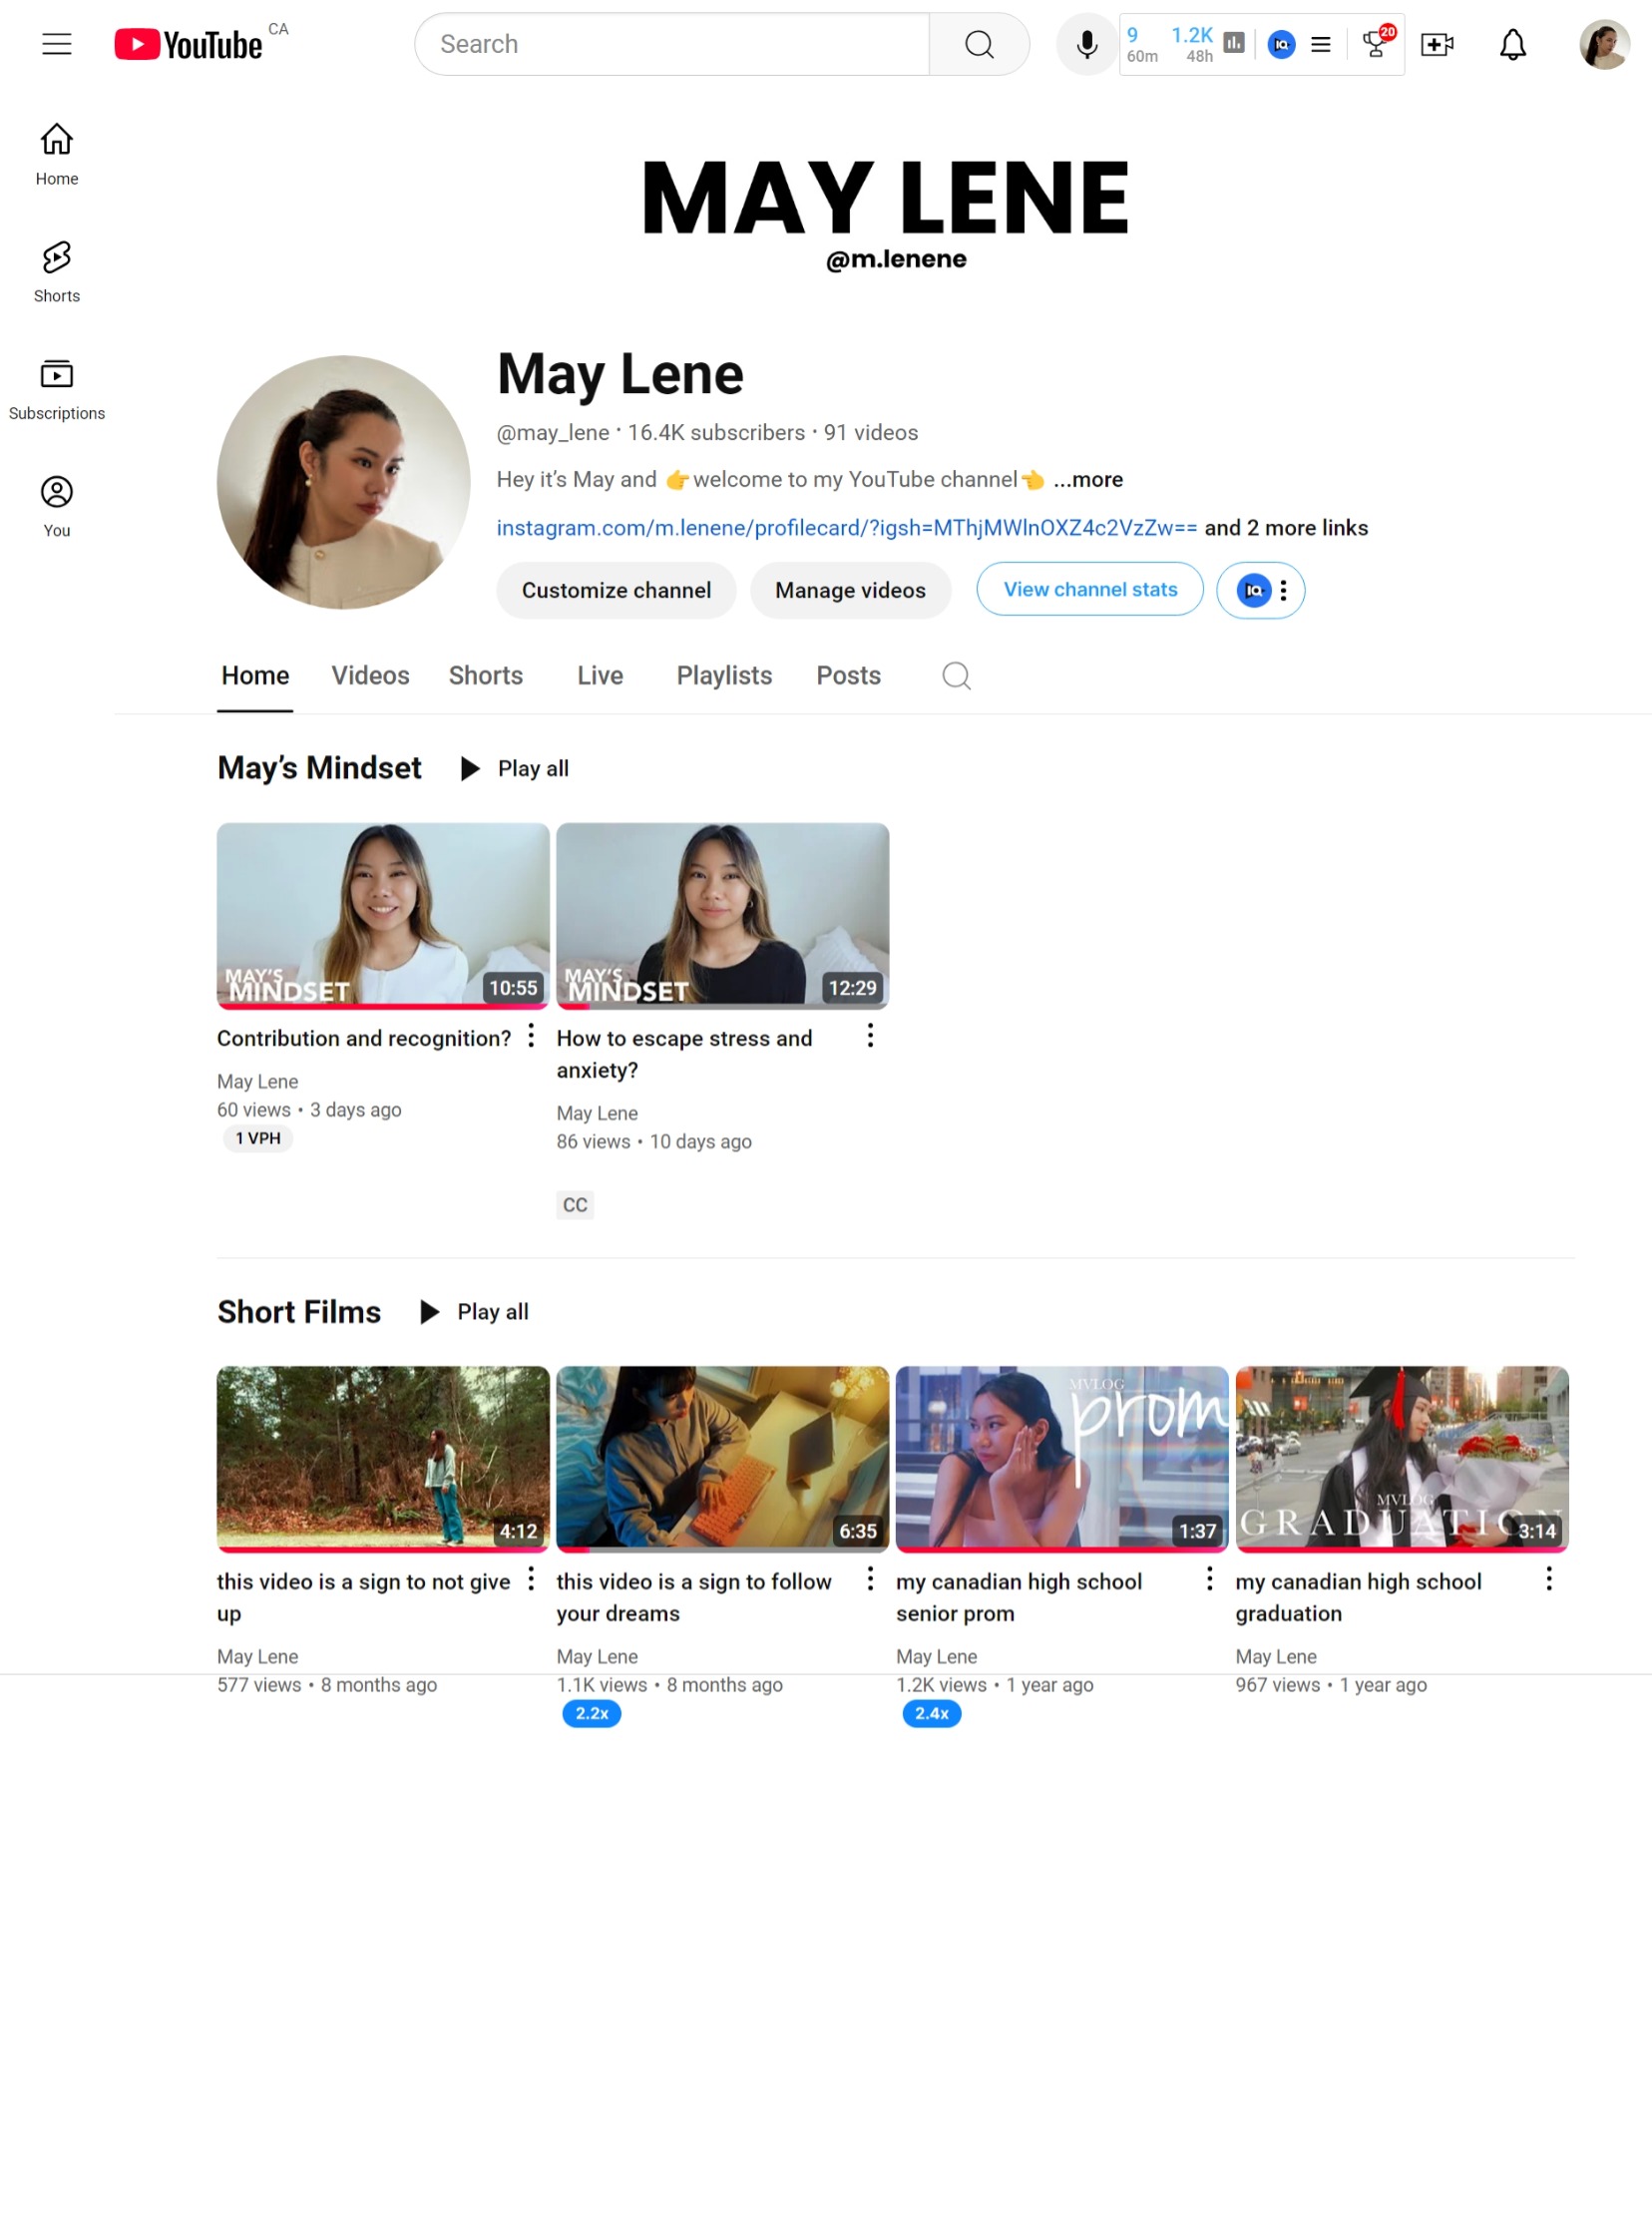 YouTube CA
Search
9 1.2K
60m 48h
20
Home
Shorts
Subscriptions
You
MAY LENE
@m.lenene
May Lene
@may_lene • 16.4K subscribers • 91 videos
Hey it’s May and 👉welcome to my YouTube channel👈 ...more
instagram.com/m.lenene/profilecard/?igsh=MThjMWlnOXZ4c2VzZw== and 2 more links
Customize channel Manage videos View channel stats
Home Videos Shorts Live Playlists Posts
May’s Mindset Play all
MAY'S
MINDSET
10:55
MAY'S
MINDSET
12:29
Contribution and recognition?
May Lene
60 views • 3 days ago
1 VPH
How to escape stress and
anxiety?
May Lene
86 views • 10 days ago
CC
Short Films Play all
4:12
6:35
MVLOG
prom
1:37
MVLOG
GRADUATION
3:14
this video is a sign to not give
up
May Lene
577 views • 8 months ago
this video is a sign to follow
your dreams
May Lene
1.1K views • 8 months ago
2.2x
my canadian high school
senior prom
May Lene
1.2K views • 1 year ago
2.4x
my canadian high school
graduation
May Lene
967 views • 1 year ago